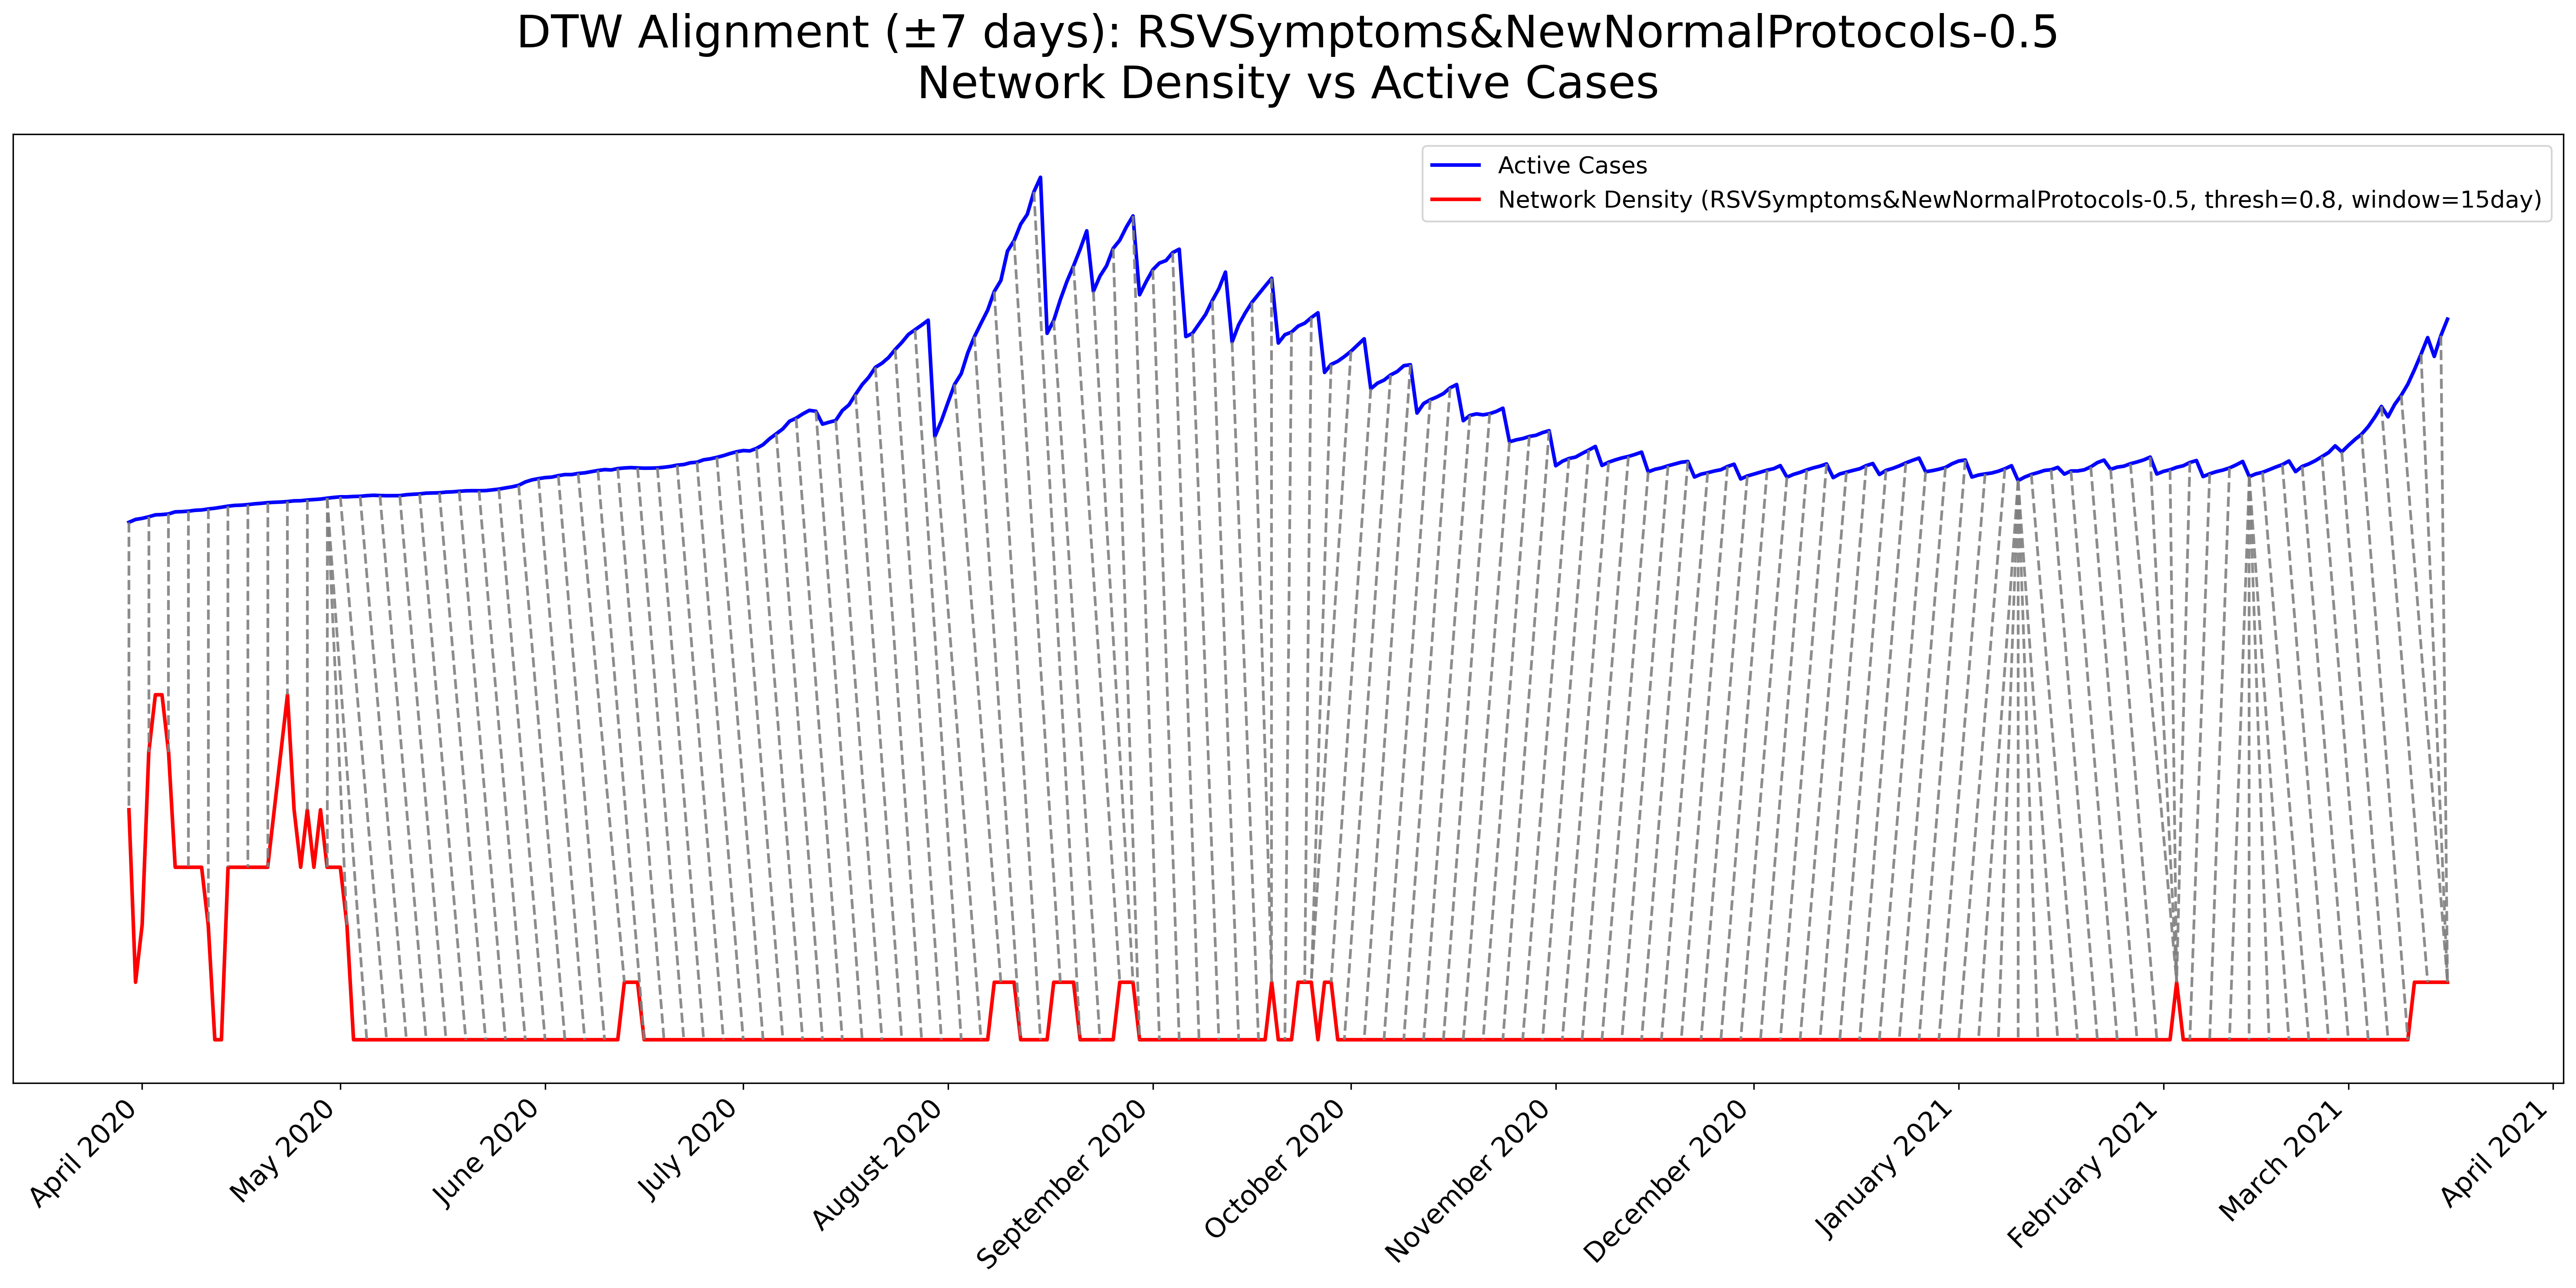 DTW Alignment (±7 days): RSVSymptoms&NewNormalProtocols-0.5
Network Density vs Active Cases
Active Cases
Network Density (RSVSymptoms&NewNormalProtocols-0.5, thresh=0.8, window=15day)
April 2020
May 2020
June 2020
July 2020
August 2020
September 2020
October 2020
November 2020
December 2020
January 2021
February 2021
March 2021
April 2021